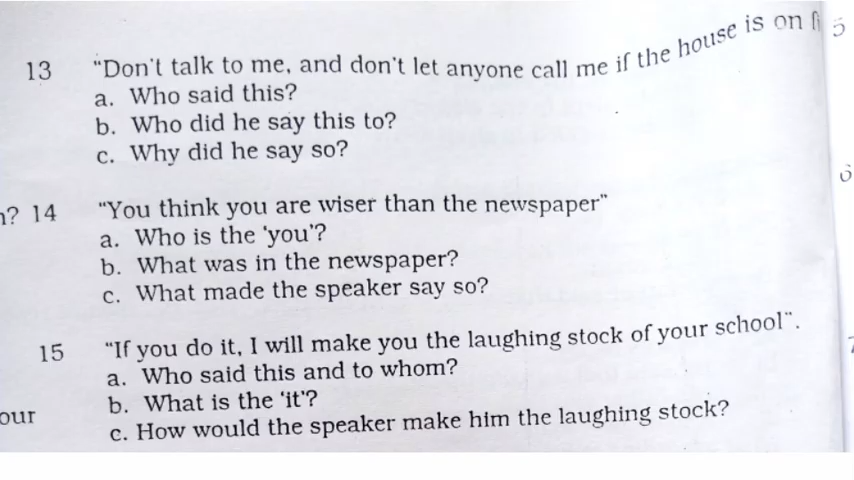 13 "Don't talk to me, and don't let anyone call me if the house is on
a. Who said this?
b. Who did he say this to?
c. Why did he say so?
? 14 "You think you are wiser than the newspaper"
a. Who is the 'you'?
b. What was in the newspaper?
c. What made the speaker say so?
15 "If you do it, I will make you the laughing stock of your school".
a. Who said this and to whom?
b. What is the 'it'?
our
c. How would the speaker make him the laughing stock?